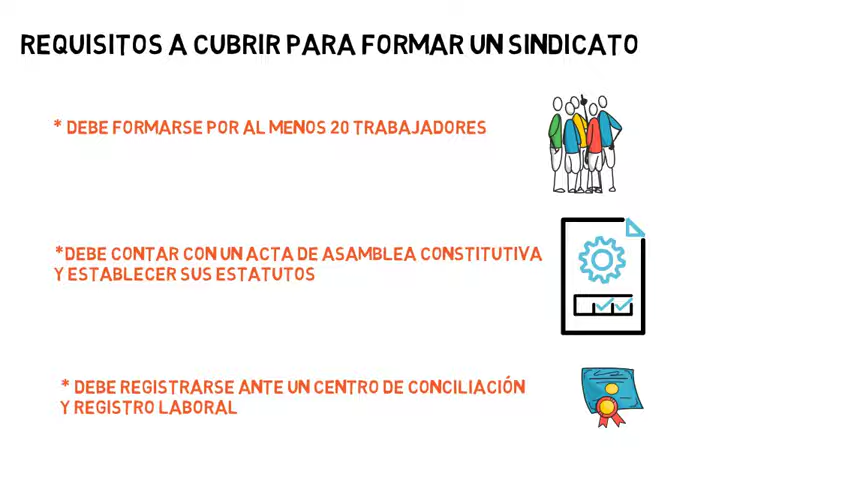 REQUISITOS A CUBRIR PARA FORMAR UN SINDICATO
* DEBE FORMARSE POR AL MENOS 20 TRABAJADORES
*DEBE CONTAR CON UN ACTA DE ASAMBLEA CONSTITUTIVA
Y ESTABLECER SUS ESTATUTOS
* DEBE REGISTRARSE ANTE UN CENTRO DE CONCILIACIÓN
Y REGISTRO LABORAL